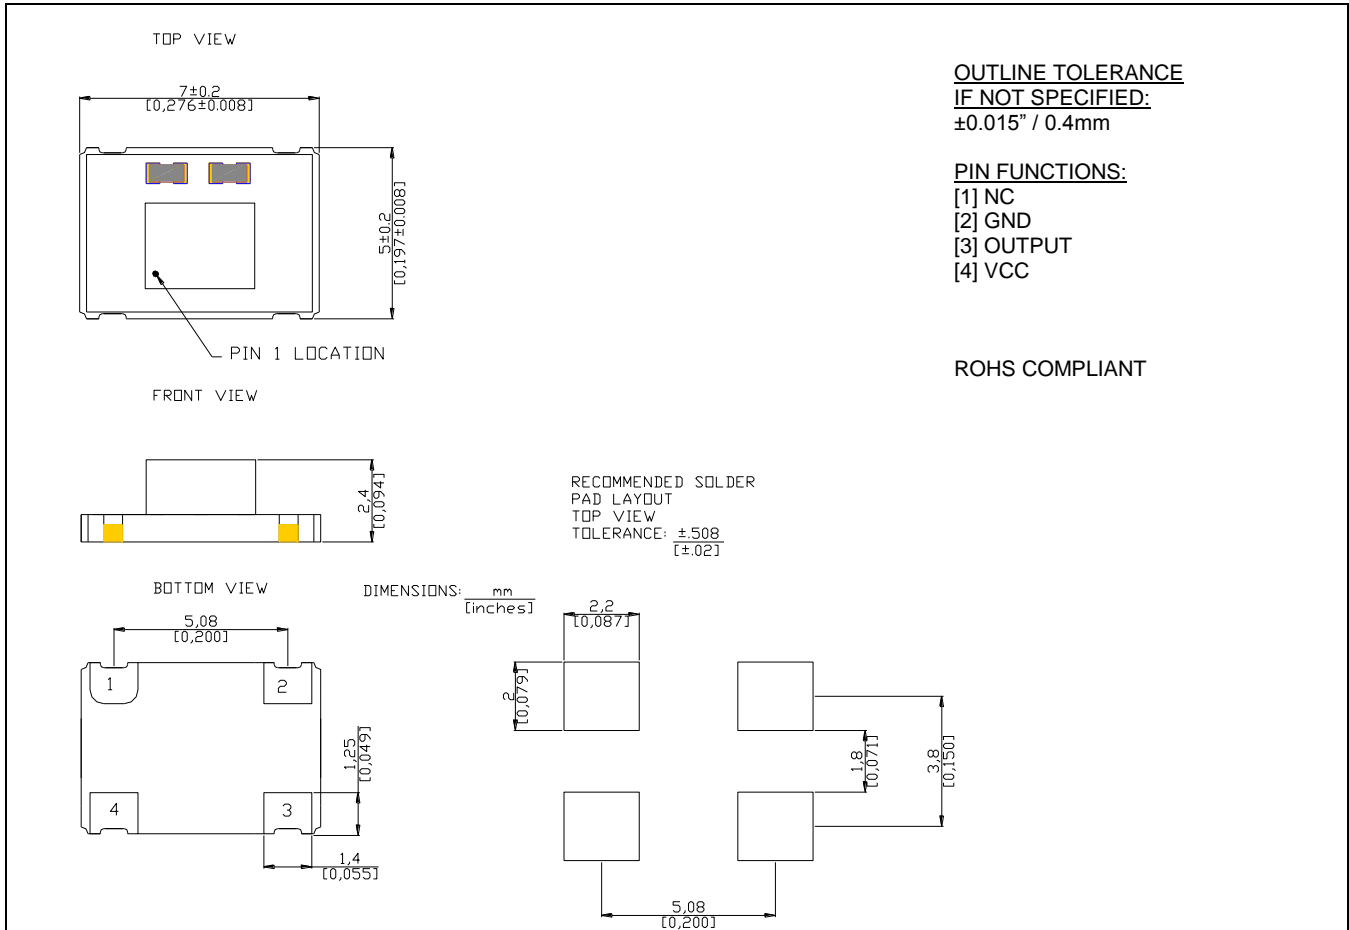 TOP VIEW
7±0.2
[0,276±0.008]
5±0.2
[0,197±0.008]
PIN 1 LOCATION
OUTLINE TOLERANCE
IF NOT SPECIFIED:
±0.015” / 0.4mm
PIN FUNCTIONS:
[1] NC
[2] GND
[3] OUTPUT
[4] VCC
ROHS COMPLIANT
FRONT VIEW
2,4
[0,094]
RECOMMENDED SOLDER
PAD LAYOUT
TOP VIEW
TOLERANCE: ±.508
[±.02]
BOTTOM VIEW
DIMENSIONS: mm
[inches]
5,08
[0,200]
1
2
4
3
1,25
[0,049]
1,4
[0,055]
2,2
[0,087]
2
[0,079]
1,8
[0,071]
3,8
[0,150]
5,08
[0,200]